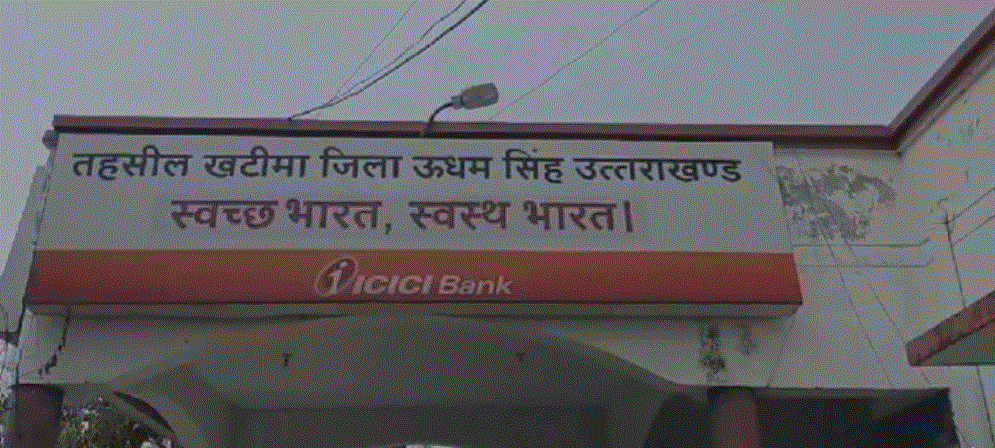 तहसील खटीमा जिला ऊधम सिंह उत्तराखण्ड
स्वच्छ भारत, स्वस्थ भारत।
ICICI Bank